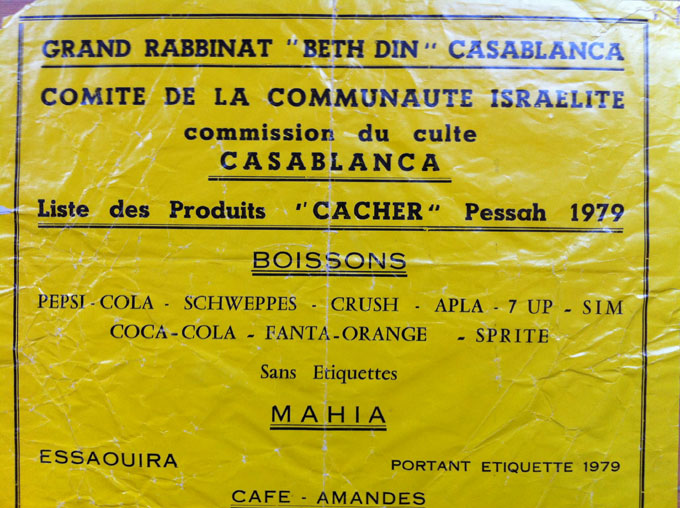 GRAND RABBINAT "BETH DIN" CASABLANCA
COMITE DE LA COMMUNAUTE ISRAELITE
commission du culte
CASABLANCA
Liste des Produits "CACHER" Pessah 1979
BOISSONS
PEPSI-COLA - SCHWEPPES - CRUSH - APLA - 7 UP - SIM
COCA-COLA - FANTA-ORANGE - SPRITE
Sans Etiquettes
MAHIA
ESSAOUIRA PORTANT ETIQUETTE 1979
CAFE - AMANDES